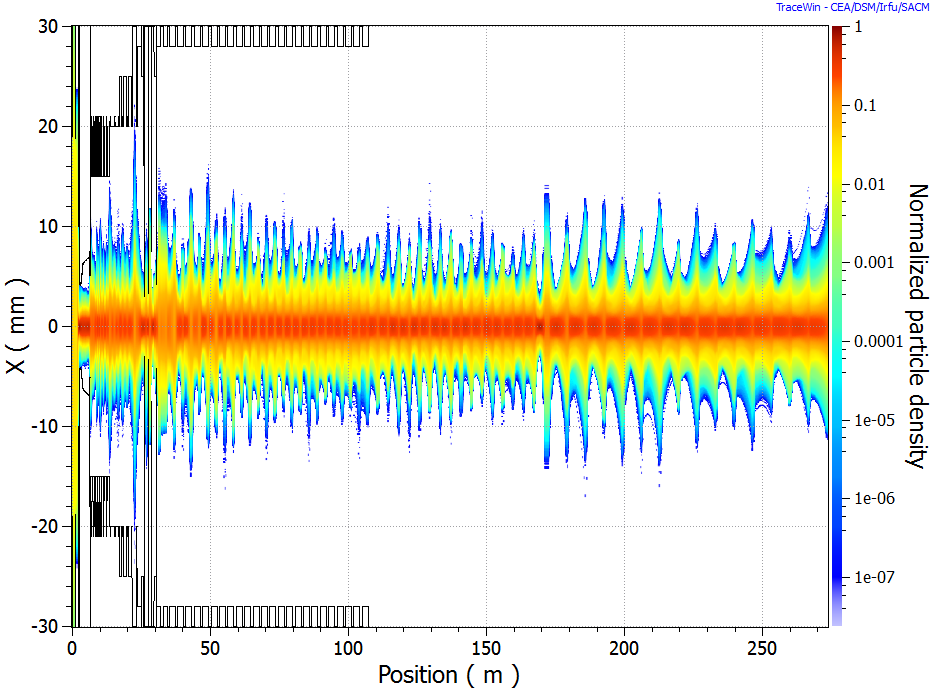 TraceWin - CEA/DSM/Irfu/SACM
30
20
10
0
-10
-20
-30
X ( mm )
0
50
100
150
200
250
Position ( m )
1
0.1
0.01
0.001
0.0001
1e-05
1e-06
1e-07
Normalized particle density